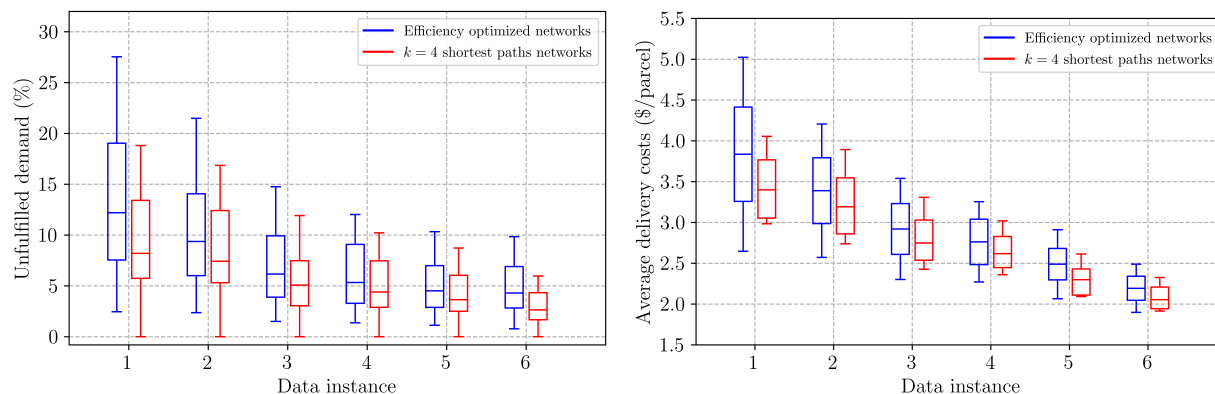 Unfulfilled demand (%)
30
25
20
15
10
5
0
1 2 3 4 5 6
Data instance
Efficiency optimized networks
k = 4 shortest paths networks
Average delivery costs ($/parcel)
5.0
4.5
4.0
3.5
3.0
2.5
2.0
1.5
1 2 3 4 5 6
Data instance
Efficiency optimized networks
k = 4 shortest paths networks